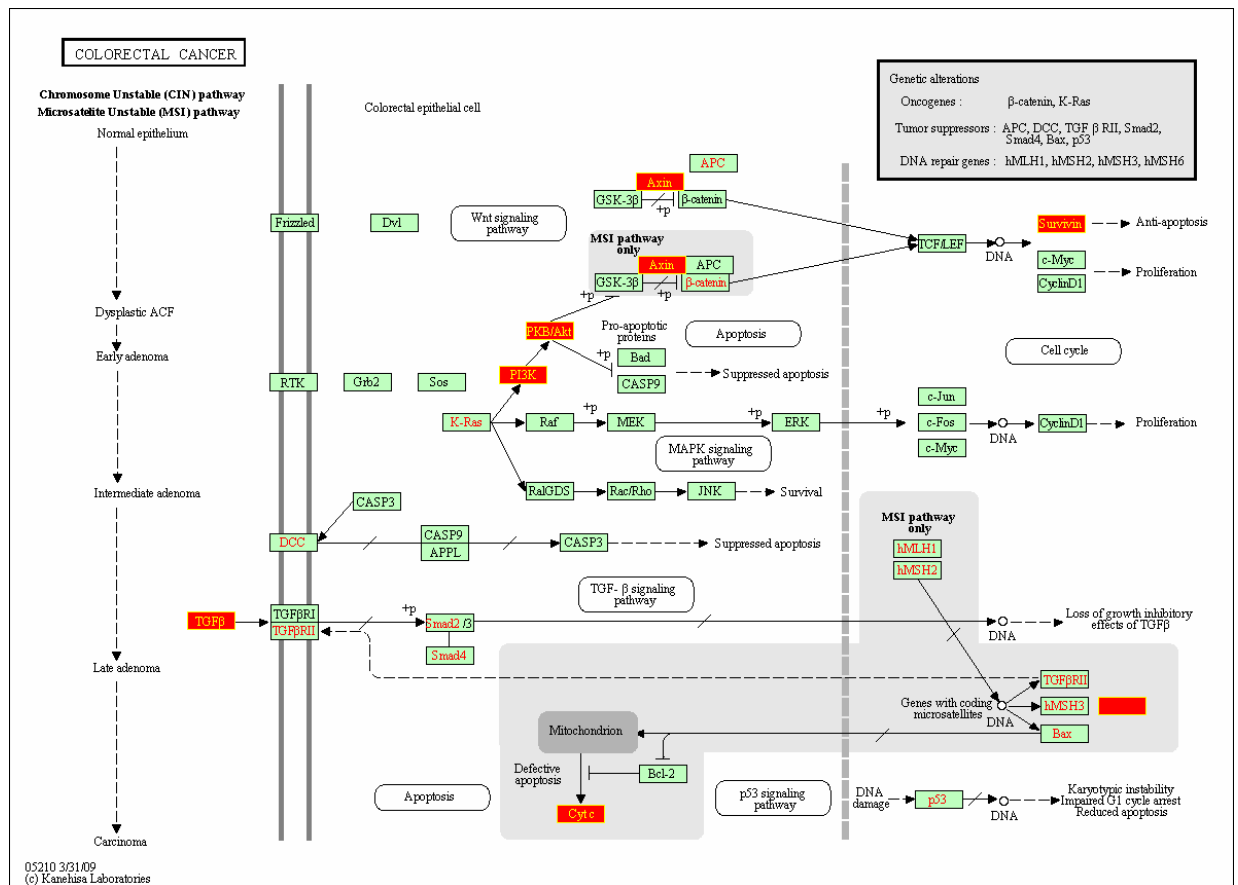 COLORECTAL CANCER
Chromosome Unstable (CIN) pathway
Microsatelite Unstable (MSI) pathway
Normal epithelium
Dysplastic ACF
Early adenoma
Intermediate adenoma
Late adenoma
Carcinoma
Colorectal epithelial cell
Genetic alterations
Oncogenes : β-catenin, K-Ras
Tumor suppressors : APC, DCC, TGF β RII, Smad2,
Smad4, Bax, p53
DNA repair genes : hMLH1, hMSH2, hMSH3, hMSH6
APC
Axin
GSK-3β
+p
β-catenin
Frizzled
Dvl
Wnt signaling
pathway
MSI pathway
only
Axin
APC
GSK-3β
+p
β-catenin
+p
TCF/LEF
DNA
Survivin
Anti-apoptosis
c-Myc
CyclinD1
Proliferation
PKB/Akt
Pro-apoptotic
proteins
Apoptosis
Cell cycle
+p
Bad
CASP9
Suppressed apoptosis
PI3K
RTK
Grb2
Sos
K-Ras
Raf
+p
MEK
+p
ERK
+p
c-Jun
c-Fos
c-Myc
DNA
CyclinD1
Proliferation
MAPK signaling
pathway
RalGDS
Rac/Rho
JNK
Survival
CASP3
DCC
CASP9
APPL
CASP3
Suppressed apoptosis
MSI pathway
only
hMLH1
hMSH2
TGF- β signaling
pathway
TGFβ
TGFβRI
TGFβRII
+p
Smad2 /3
Smad4
DNA
Loss of growth inhibitory
effects of TGFβ
Genes with coding
microsatellites
DNA
TGFβRII
hMSH3
Bax
Mitochondrion
Defective
apoptosis
Bcl-2
Cyt c
Apoptosis
p53 signaling
pathway
DNA
damage
p53
DNA
Karyotypic instability
Impaired G1 cycle arrest
Reduced apoptosis
05210 3/31/09
(c) Kanehisa Laboratories